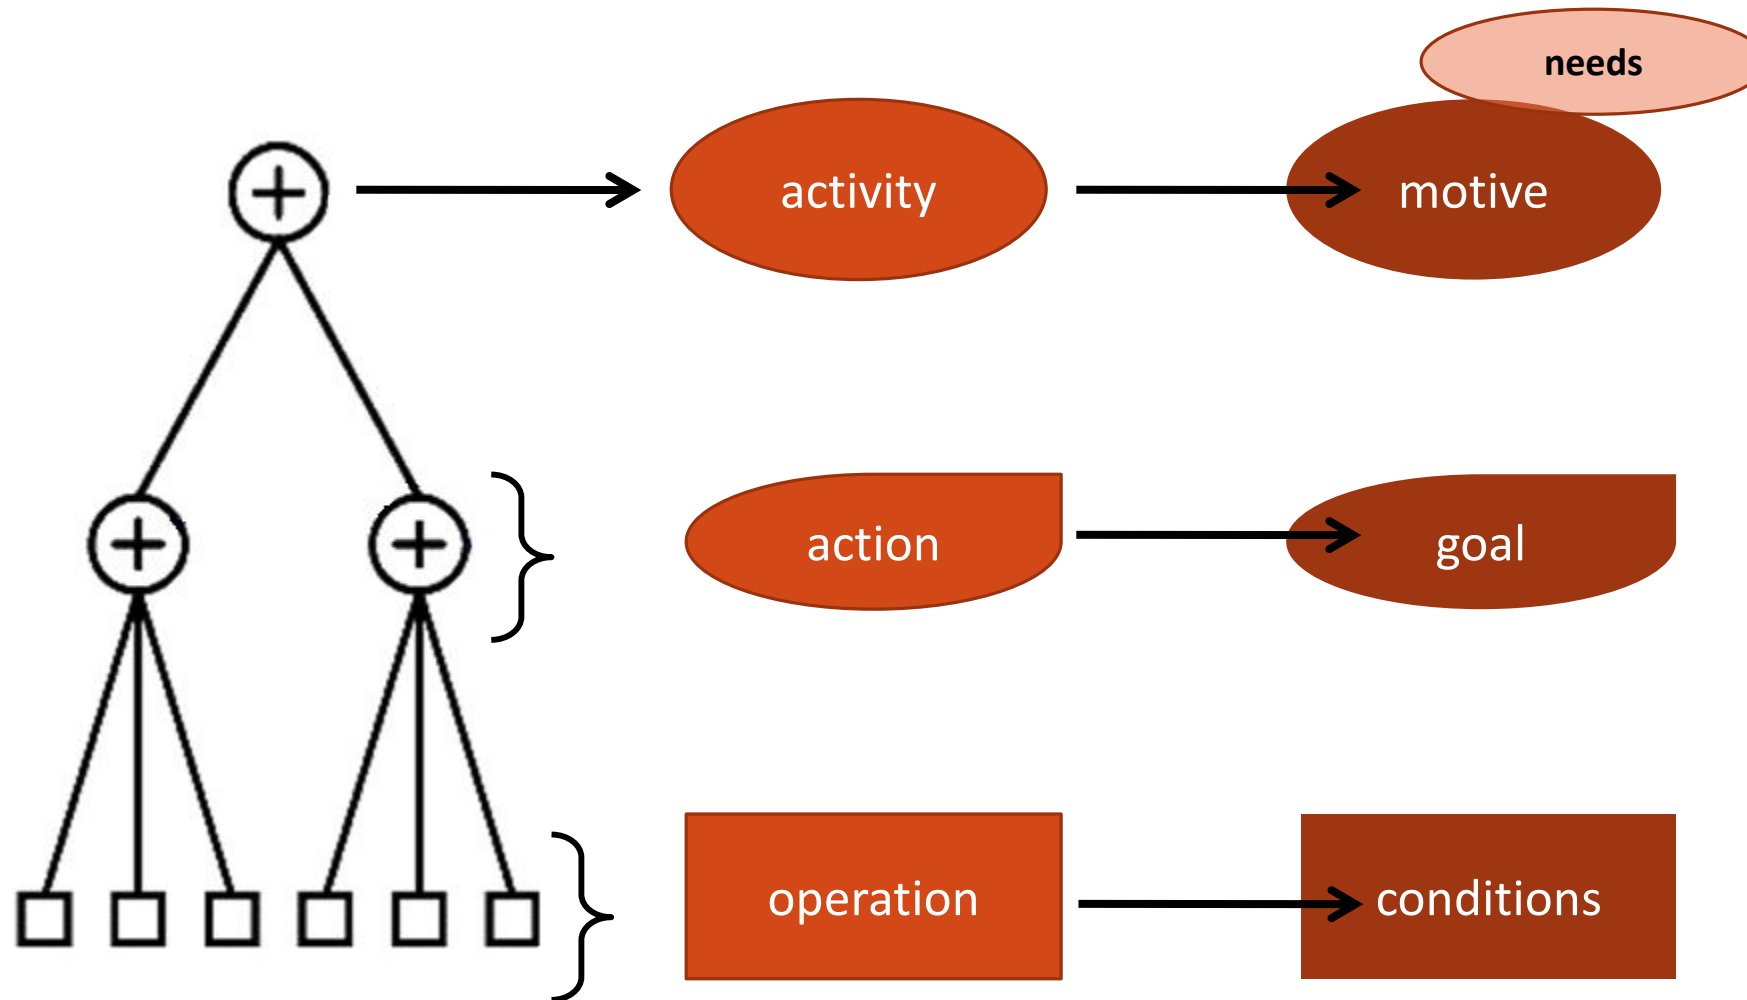 needs
activity
motive
action
goal
operation
conditions